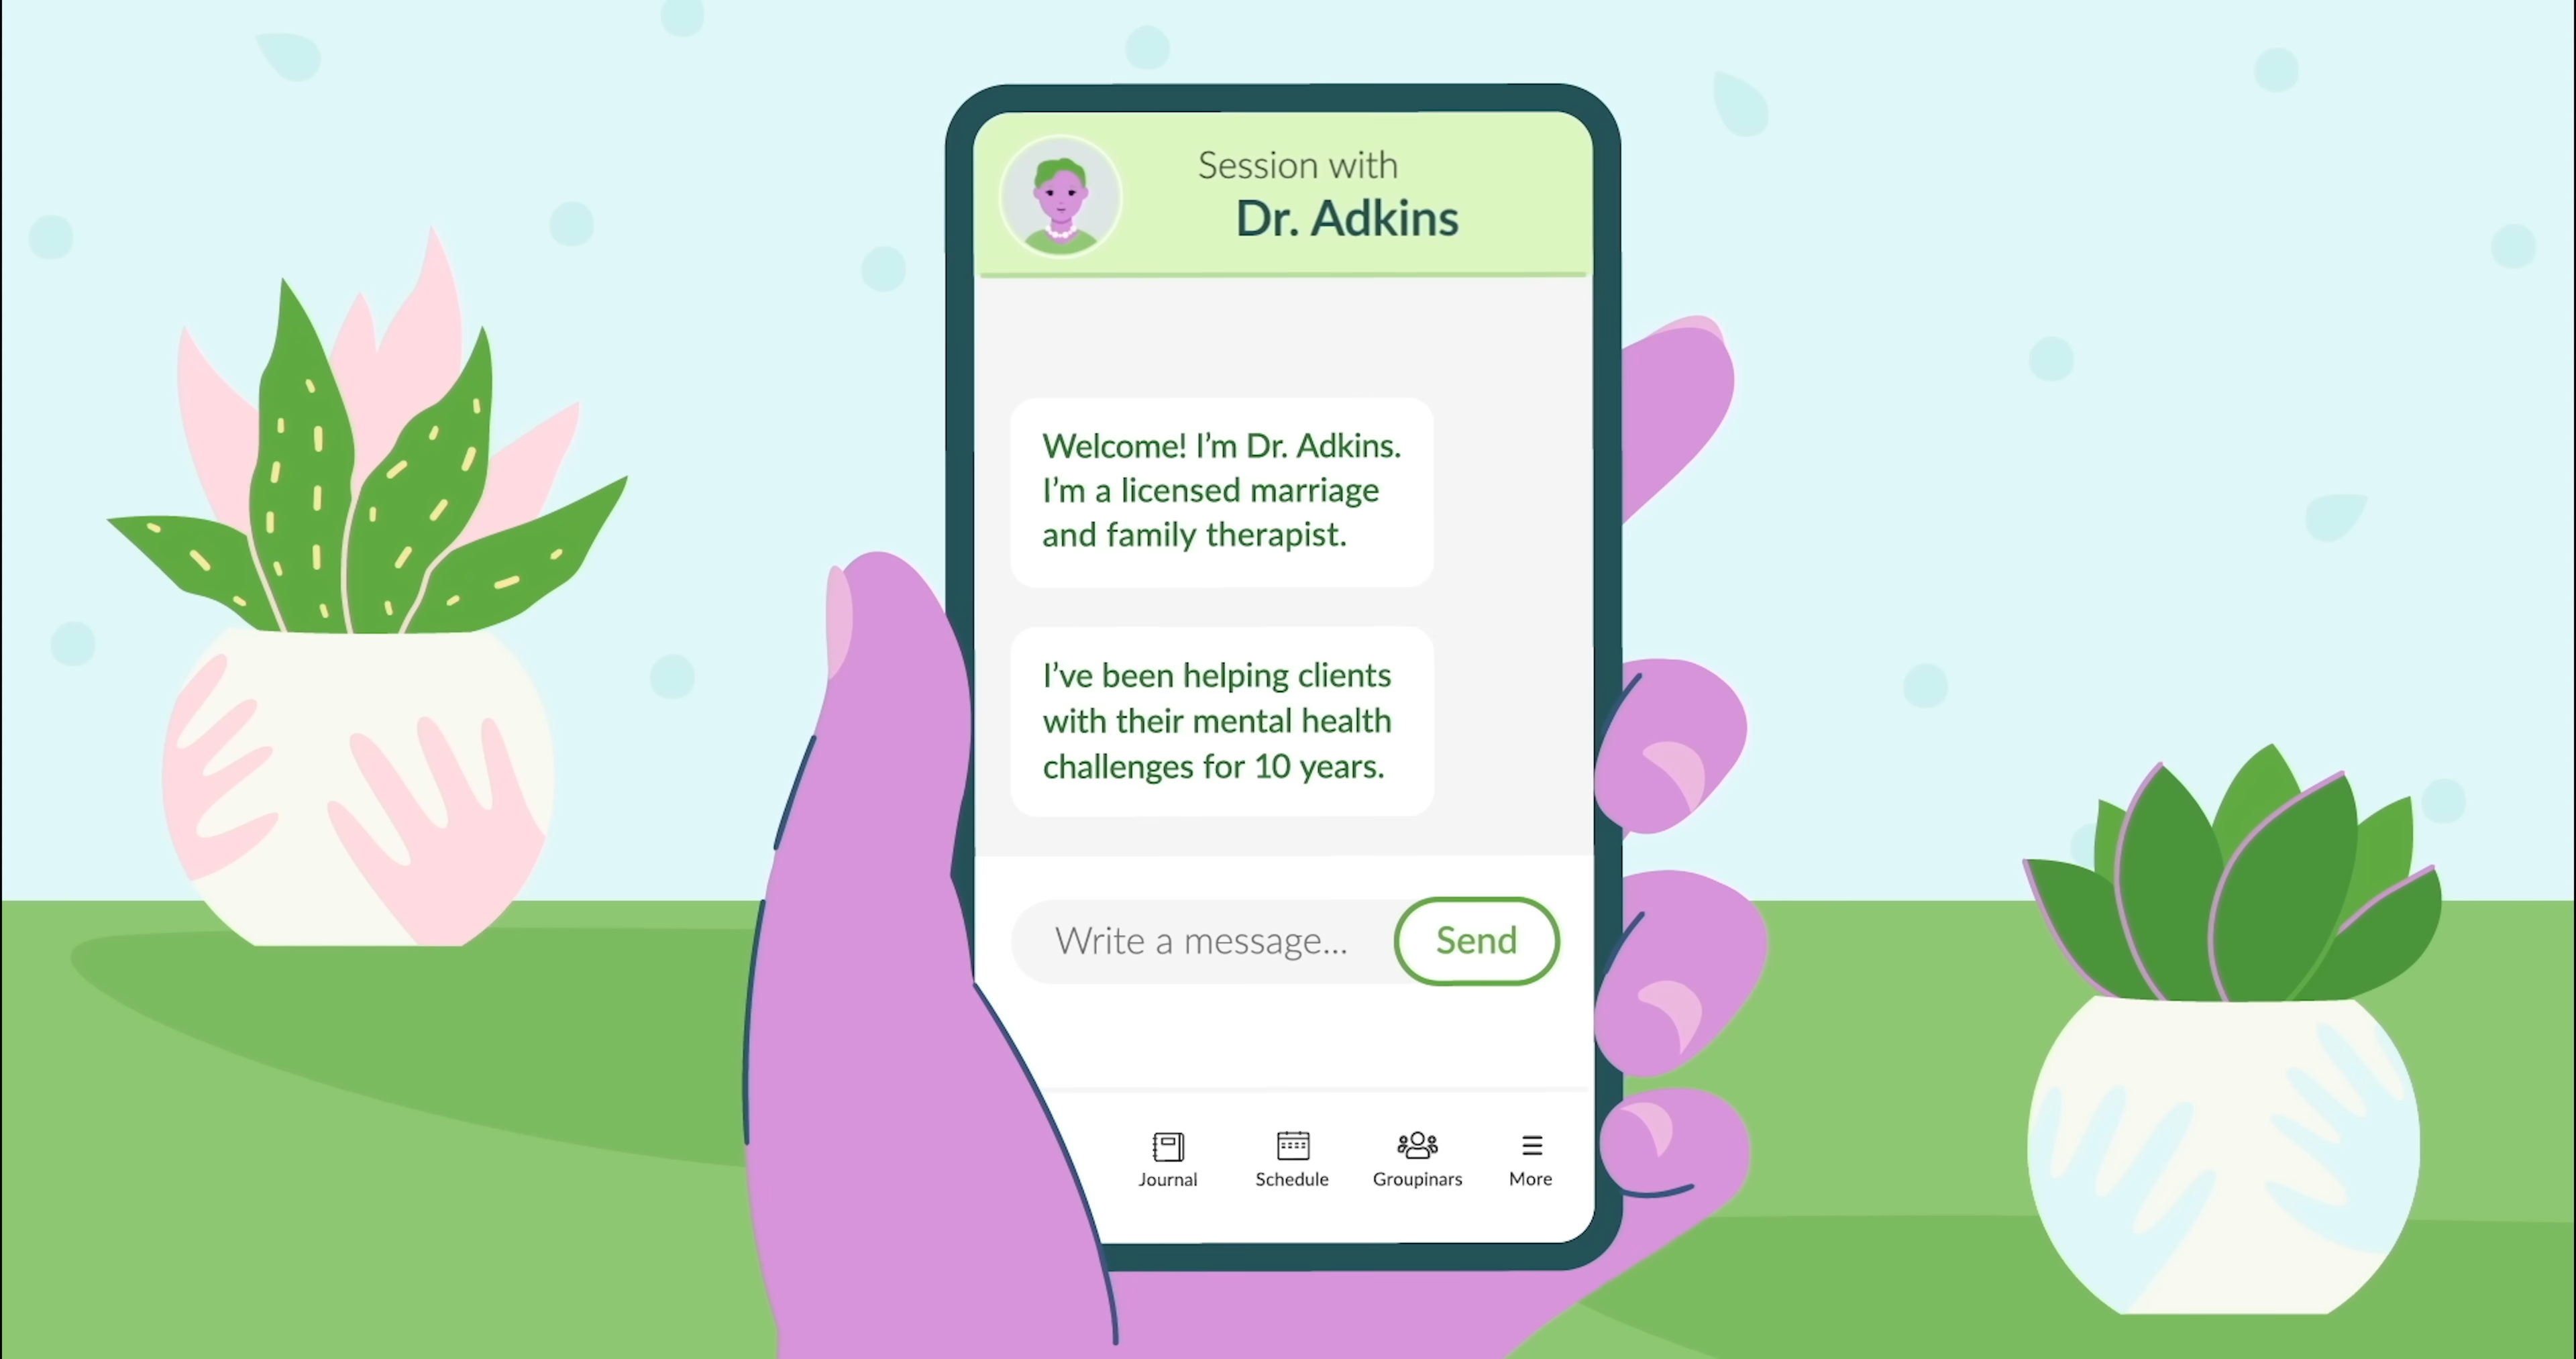 Session with
Dr. Adkins
Welcome! I’m Dr. Adkins.
I’m a licensed marriage
and family therapist.
I’ve been helping clients
with their mental health
challenges for 10 years.
Write a message...
Send
Journal
Schedule
Groupinars
More